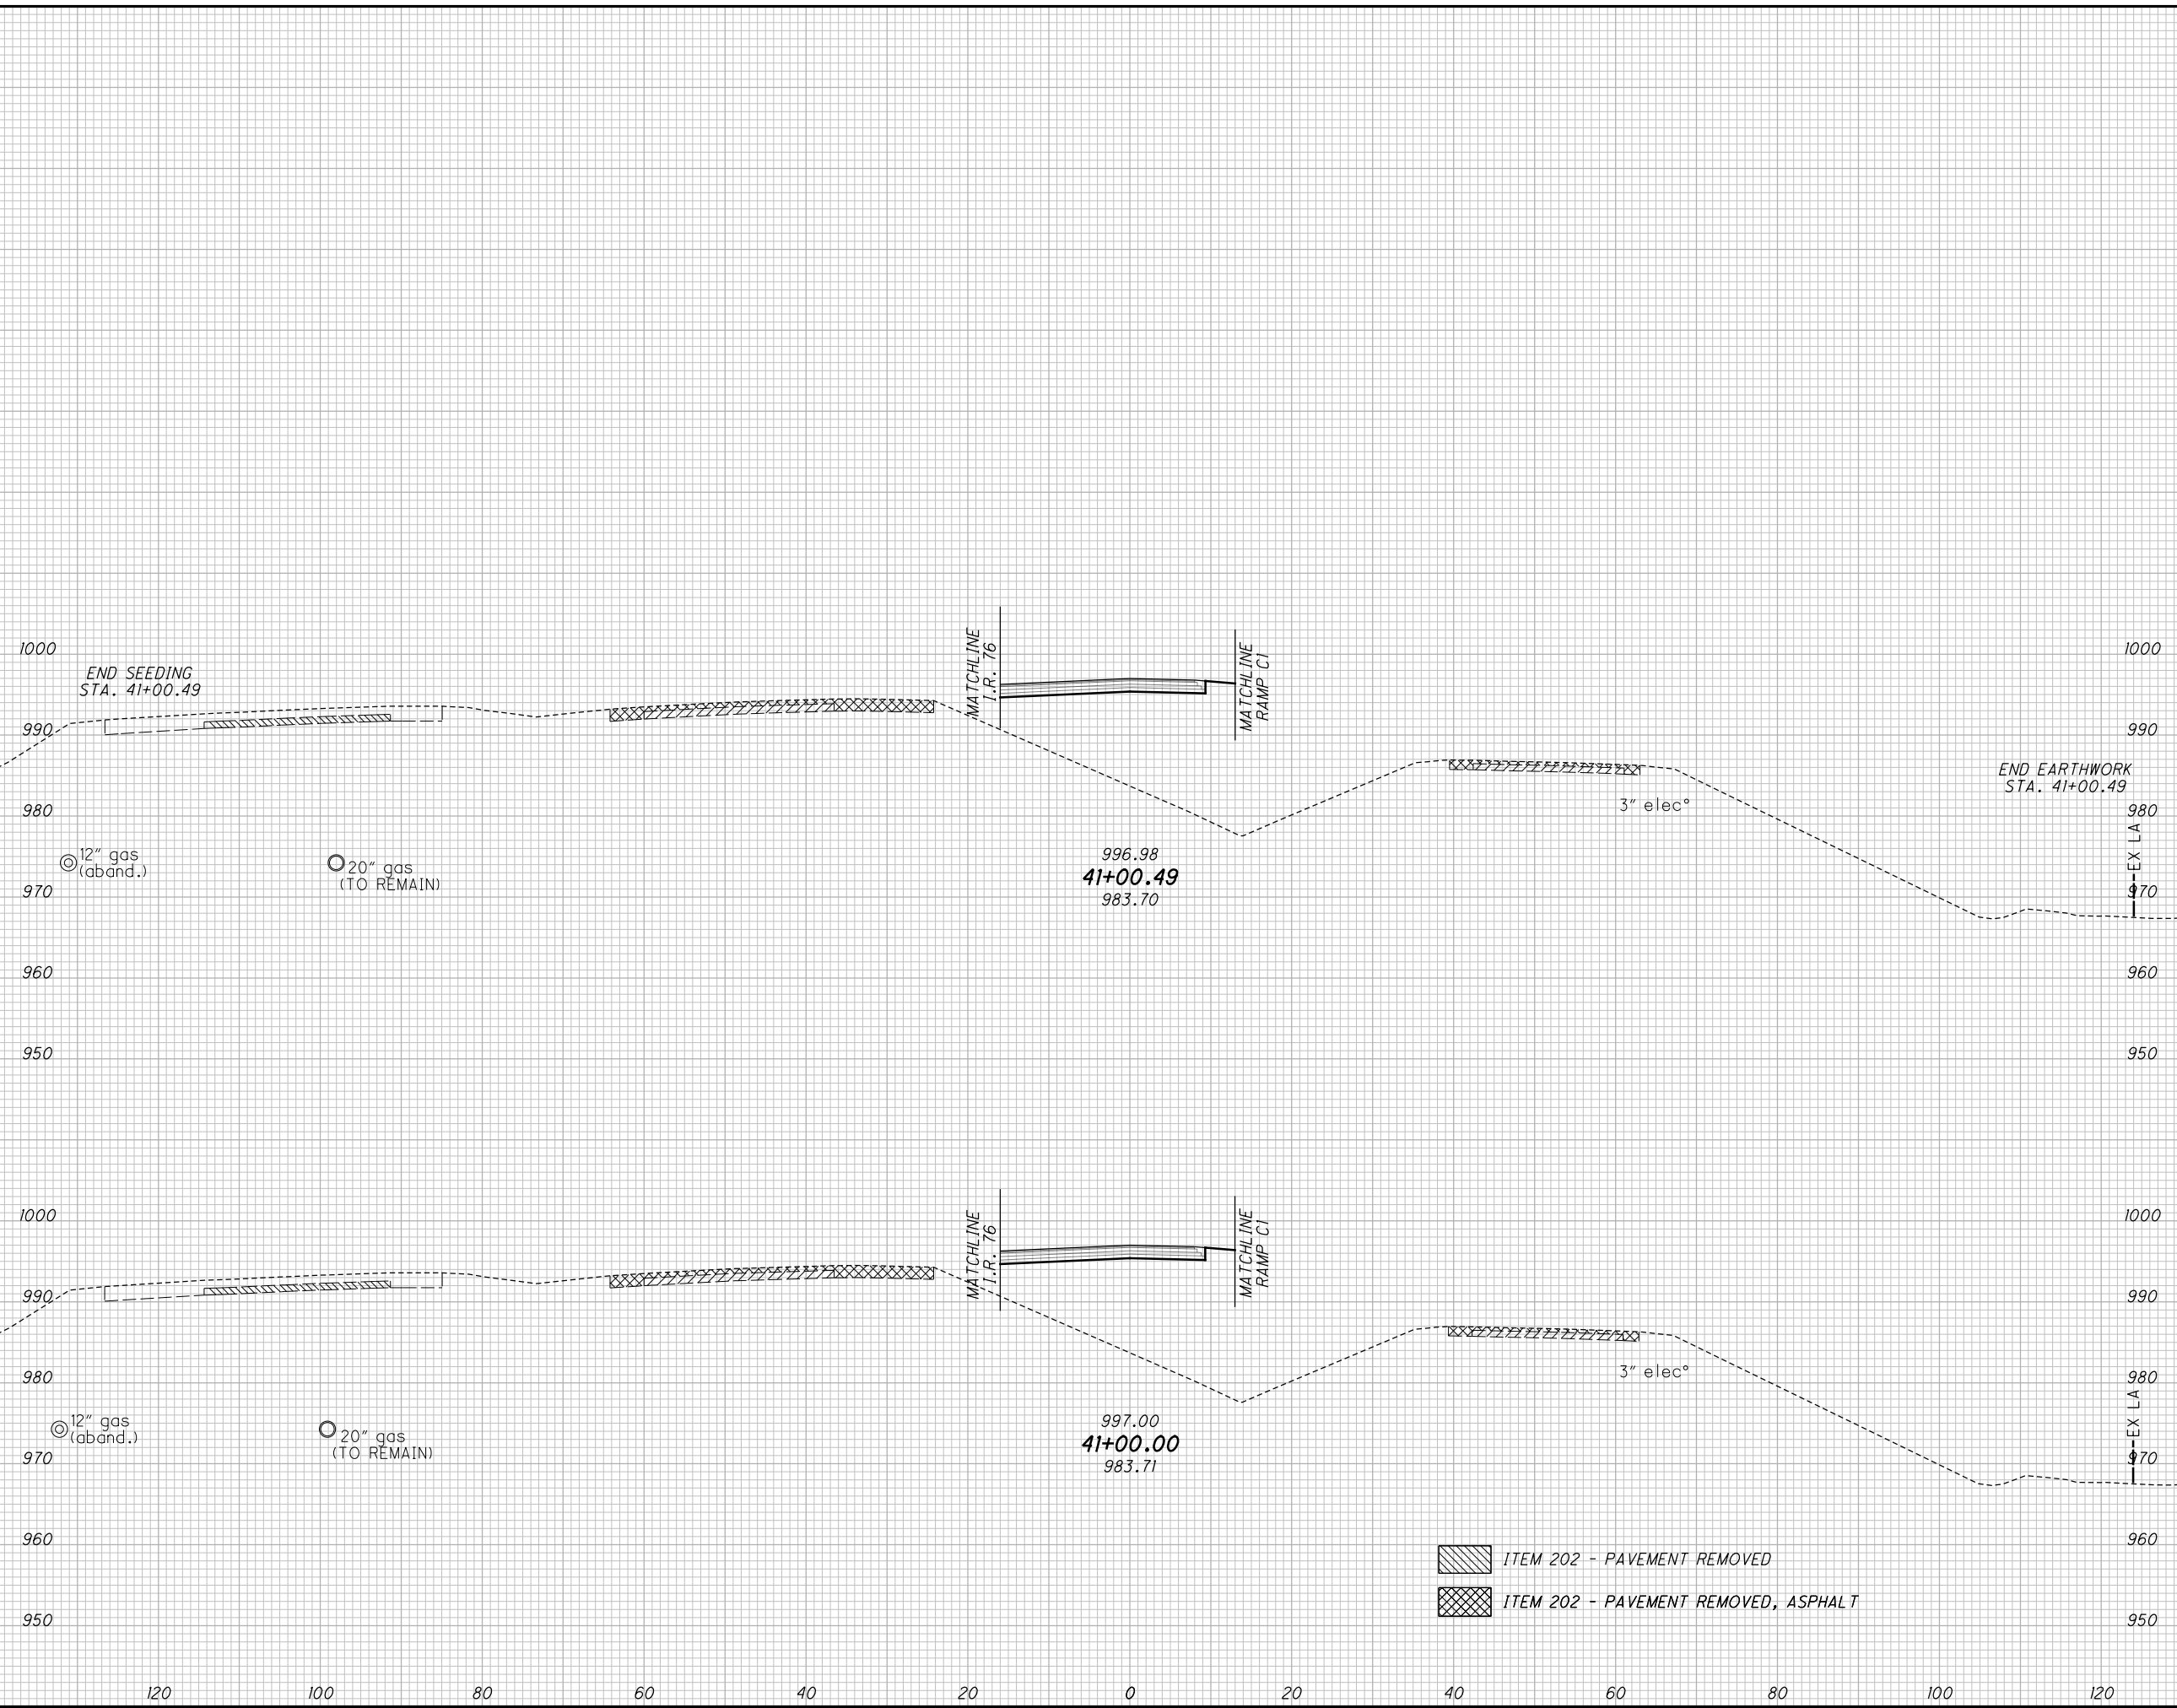 1000
END SEEDING
STA. 41+00.49
MATCHLINE
I.R. 76
MATCHLINE
RAMP C1
1000
990
990
END EARTHWORK
STA. 41+00.49
980
3" elec
980
12" gas
(aband.)
20" gas
(TO REMAIN)
996.98
41+00.49
983.70
EX LA
970
970
960
960
950
950
1000
MATCHLINE
I.R. 76
MATCHLINE
RAMP C1
1000
990
990
980
3" elec
980
12" gas
(aband.)
20" gas
(TO REMAIN)
997.00
41+00.00
983.71
EX LA
970
970
960
960
ITEM 202 - PAVEMENT REMOVED
ITEM 202 - PAVEMENT REMOVED, ASPHALT
950
950
120 100 80 60 40 20 0 20 40 60 80 100 120